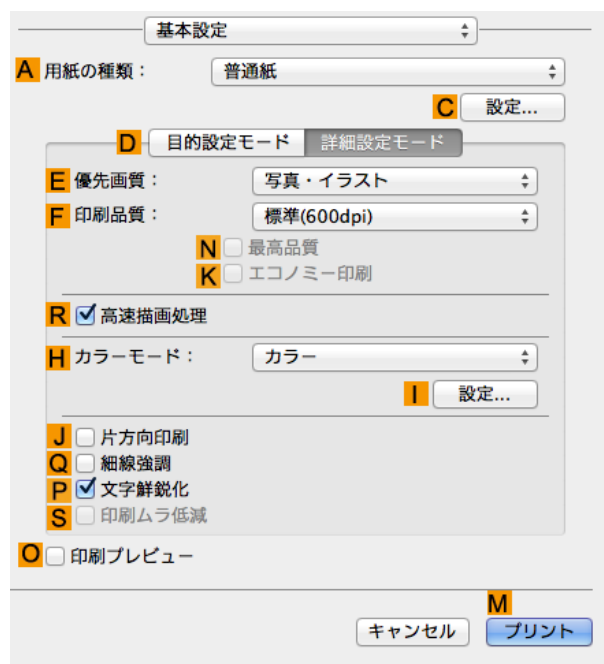 基本設定
A 用紙の種類： 普通紙
C 設定...
D 目的設定モード 詳細設定モード
E 優先画質： 写真・イラスト
F 印刷品質： 標準(600dpi)
N 最高品質
K エコノミー印刷
R 高速描画処理
H カラーモード： カラー
I 設定...
J 片方向印刷
Q 細線強調
P 文字鮮鋭化
S 印刷ムラ低減
O 印刷プレビュー
M
キャンセル プリント